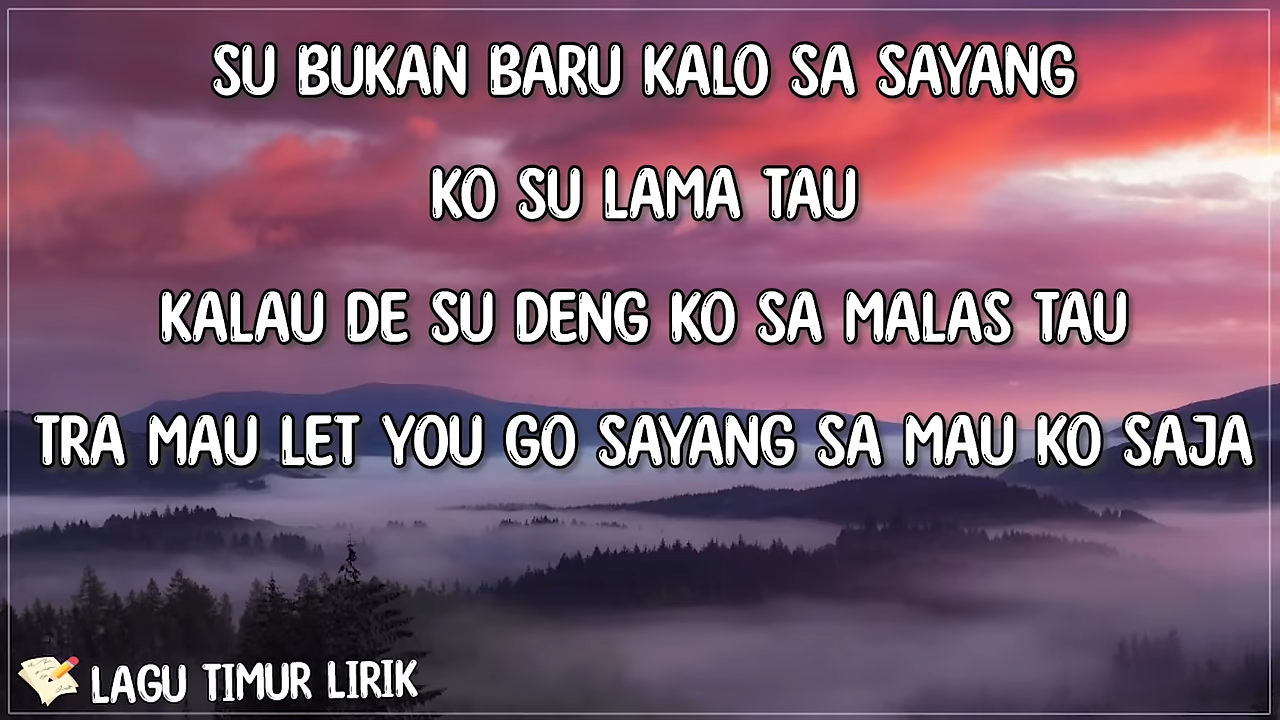 SU BUKAN BARU KALO SA SAYANG
KO SU LAMA TAU
KALAU DE SU DENG KO SA MALAS TAU
TRA MAU LET YOU GO SAYANG SA MAU KO SAJA
LAGU TIMUR LIRIK